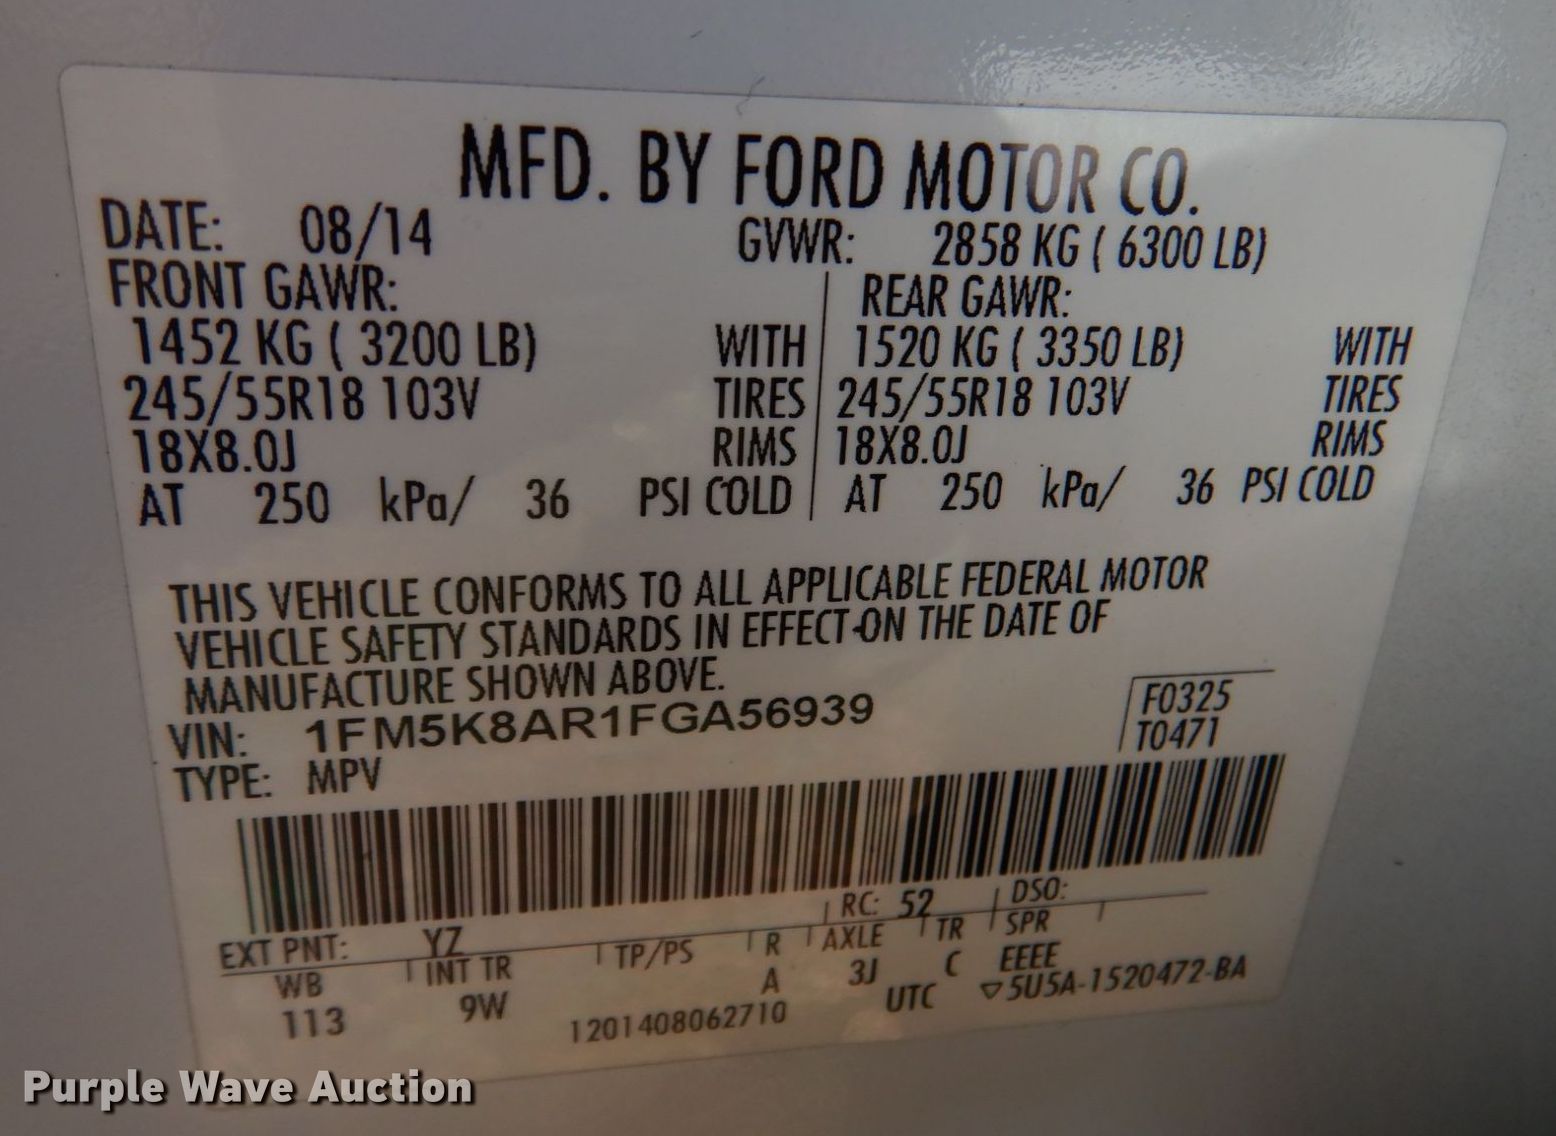 MFD. BY FORD MOTOR CO.
DATE: 08/14 GVWR: 2858 KG ( 6300 LB)
FRONT GAWR: REAR GAWR:
1452 KG ( 3200 LB) WITH 1520 KG ( 3350 LB) WITH
245/55R18 103V TIRES 245/55R18 103V TIRES
18X8.0J RIMS 18X8.0J RIMS
AT 250 kPa/ 36 PSI COLD AT 250 kPa/ 36 PSI COLD
THIS VEHICLE CONFORMS TO ALL APPLICABLE FEDERAL MOTOR
VEHICLE SAFETY STANDARDS IN EFFECT ON THE DATE OF
MANUFACTURE SHOWN ABOVE.
VIN: 1FM5K8AR1FGA56939 F0325
TYPE: MPV T0471
EXT PNT: YZ RC: 52 DSO:
WB INT TR TP/PS R AXLE TR SPR
113 9W A 3J C EEEE
1201408062710 UTC ▽5U5A-1520472-BA
Purple Wave Auction